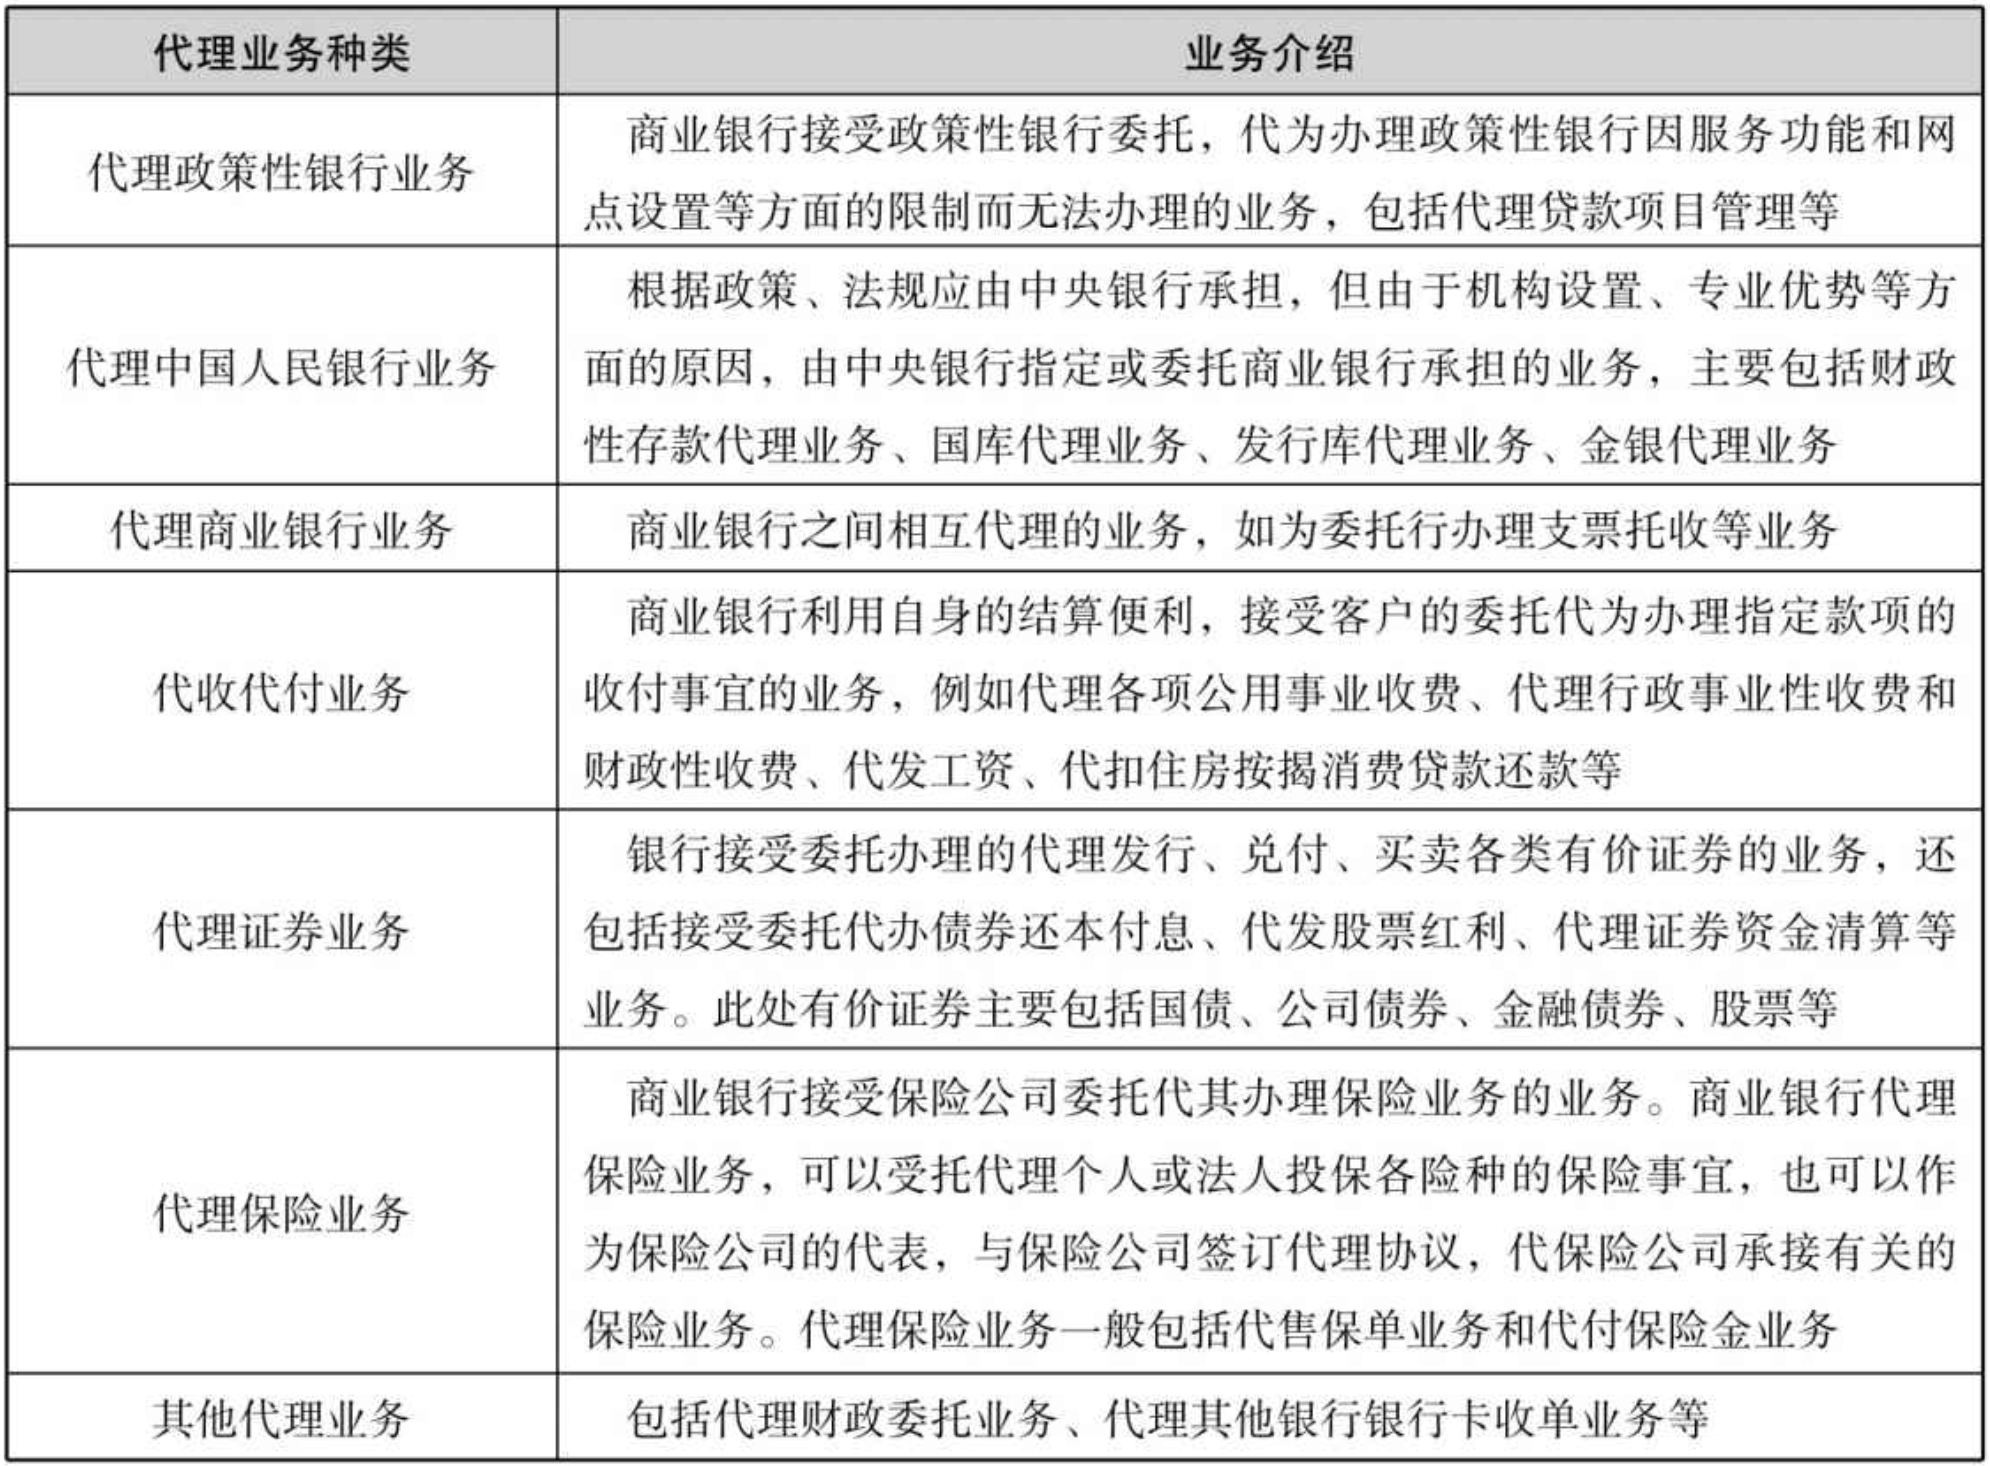 代理业务种类
业务介绍
代理政策性银行业务
商业银行接受政策性银行委托，代为办理政策性银行因服务功能和网
点设置等方面的限制而无法办理的业务，包括代理贷款项目管理等
代理中国人民银行业务
根据政策、法规应由中央银行承担，但由于机构设置、专业优势等方
面的原因，由中央银行指定或委托商业银行承担的业务，主要包括财政
性存款代理业务、国库代理业务、发行库代理业务、金银代理业务
代理商业银行业务
商业银行之间相互代理的业务，如为委托行办理支票托收等业务
代收代付业务
商业银行利用自身的结算便利，接受客户的委托代为办理指定款项的
收付事宜的业务，例如代理各项公用事业收费、代理行政事业性收费和
财政性收费、代发工资、代扣住房按揭消费贷款还款等
代理证券业务
银行接受委托办理的代理发行、兑付、买卖各类有价证券的业务，还
包括接受委托代办债券还本付息、代发股票红利、代理证券资金清算等
业务。此处有价证券主要包括国债、公司债券、金融债券、股票等
代理保险业务
商业银行接受保险公司委托代其办理保险业务的业务。商业银行代理
保险业务，可以受托代理个人或法人投保各险种的保险事宜，也可以作
为保险公司的代表，与保险公司签订代理协议，代保险公司承接有关的
保险业务。代理保险业务一般包括代售保单业务和代付保险金业务
其他代理业务
包括代理财政委托业务、代理其他银行银行卡收单业务等